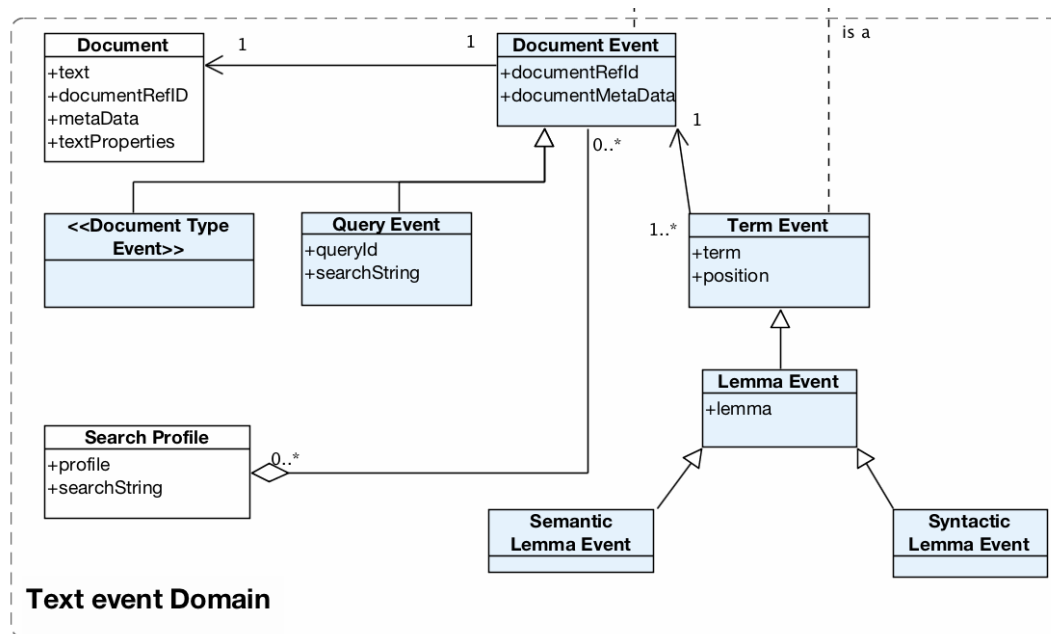 is a
Document
+text
+documentRefID
+metaData
+textProperties
1
1
Document Event
+documentRefId
+documentMetaData
0..*
1
<<Document Type
Event>>
Query Event
+queryId
+searchString
1..*
Term Event
+term
+position
Lemma Event
+lemma
Search Profile
+profile
+searchString
0..*
Semantic
Lemma Event
Syntactic
Lemma Event
Text event Domain